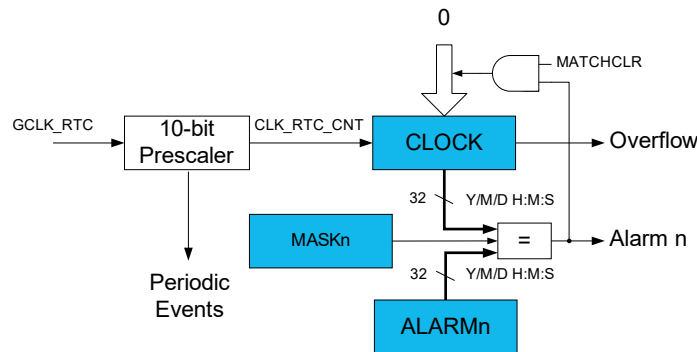 0
MATCHCLR
GCLK_RTC
10-bit
Prescaler
CLK_RTC_CNT
CLOCK
Overflow
32
Y/M/D H:M:S
MASKn
=
Alarm n
Periodic
Events
32
Y/M/D H:M:S
ALARMn